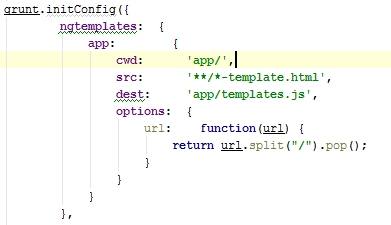 grunt.initConfig({
ngtemplates: {
app: {
cwd: 'app/',
src: '**/*-template.html',
dest: 'app/templates.js',
options: {
url: function(url) {
return url.split("/").pop();
}
}
}
},